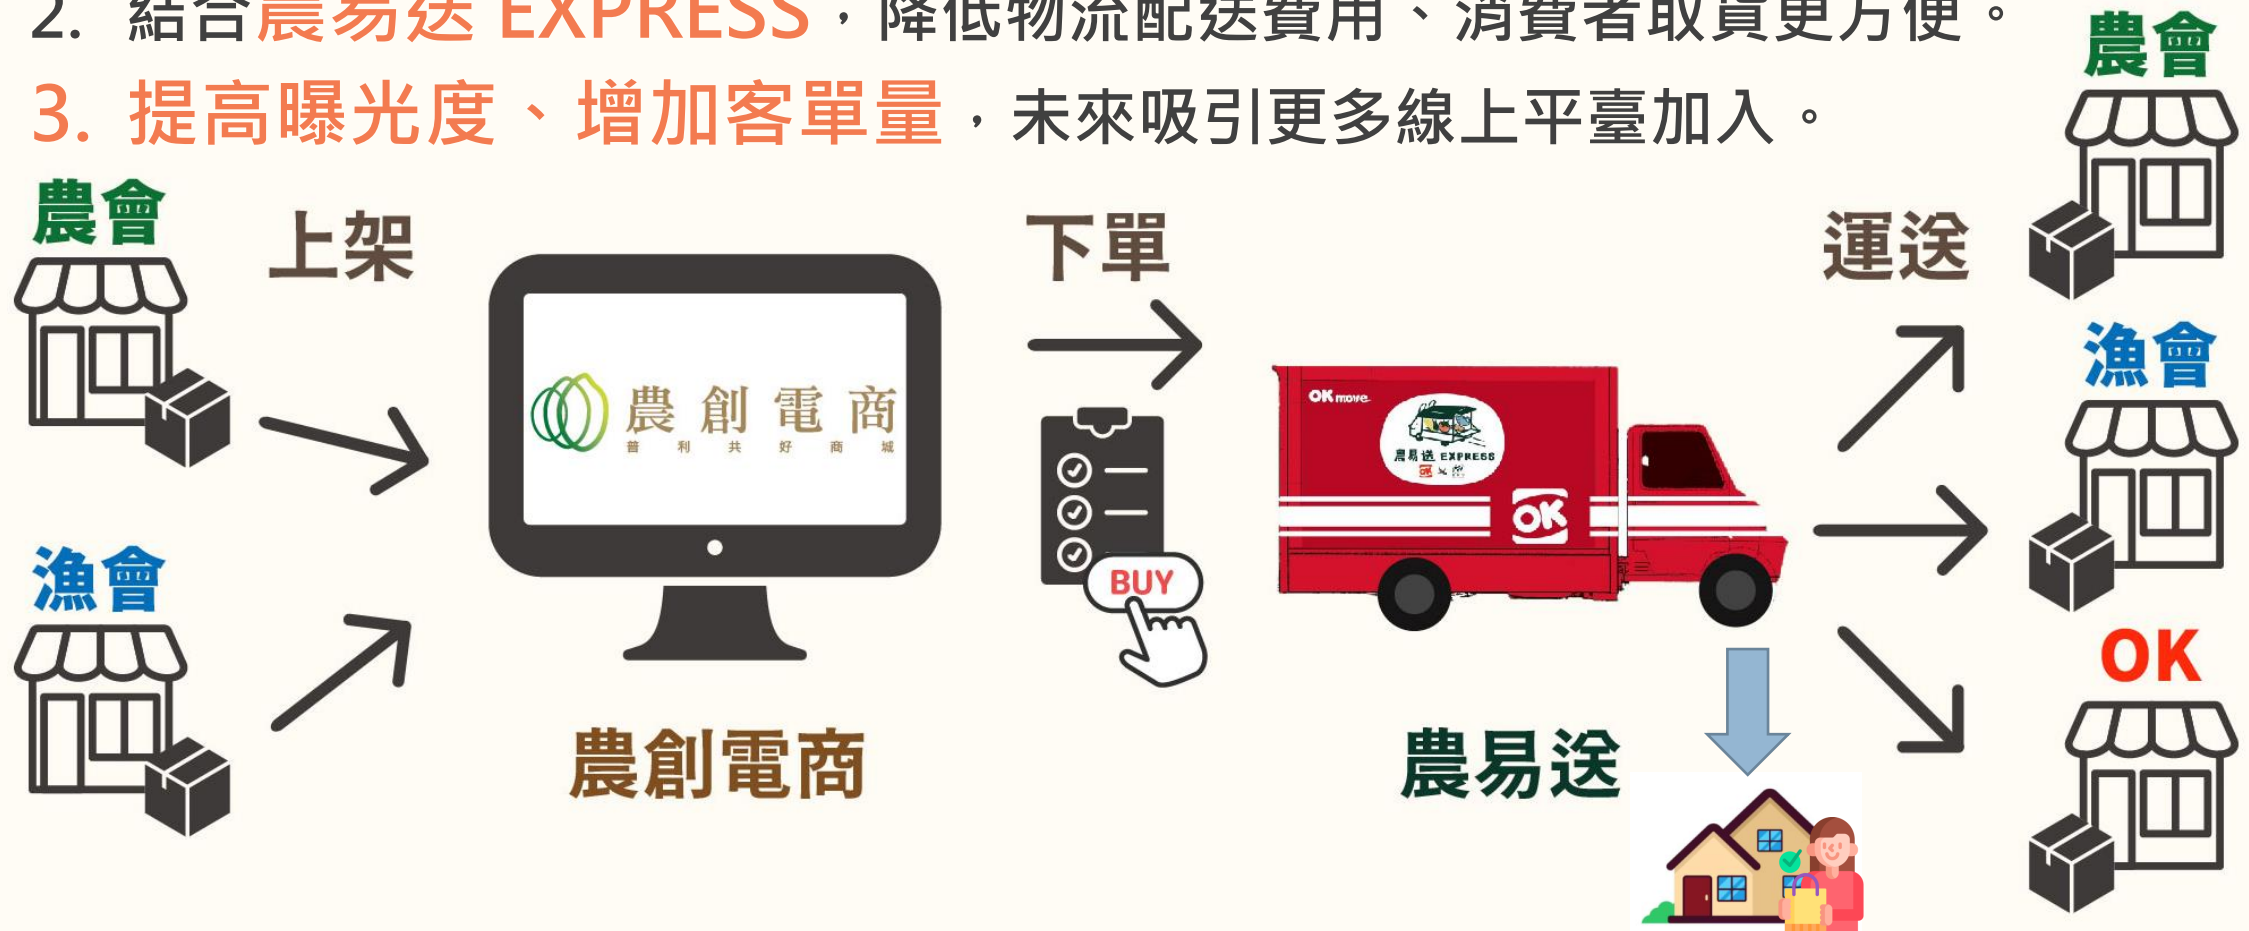 2. 結合農易送 EXPRESS，降低物流配送費用、消費者取貨更方便。
3. 提高曝光度、增加客單量，未來吸引更多線上平臺加入。
農會
農會
上架
下單
運送
漁會
農創電商
普利共好商城
OK move
農易送 EXPRESS
OK
OK
漁會
BUY
OK
農創電商
農易送